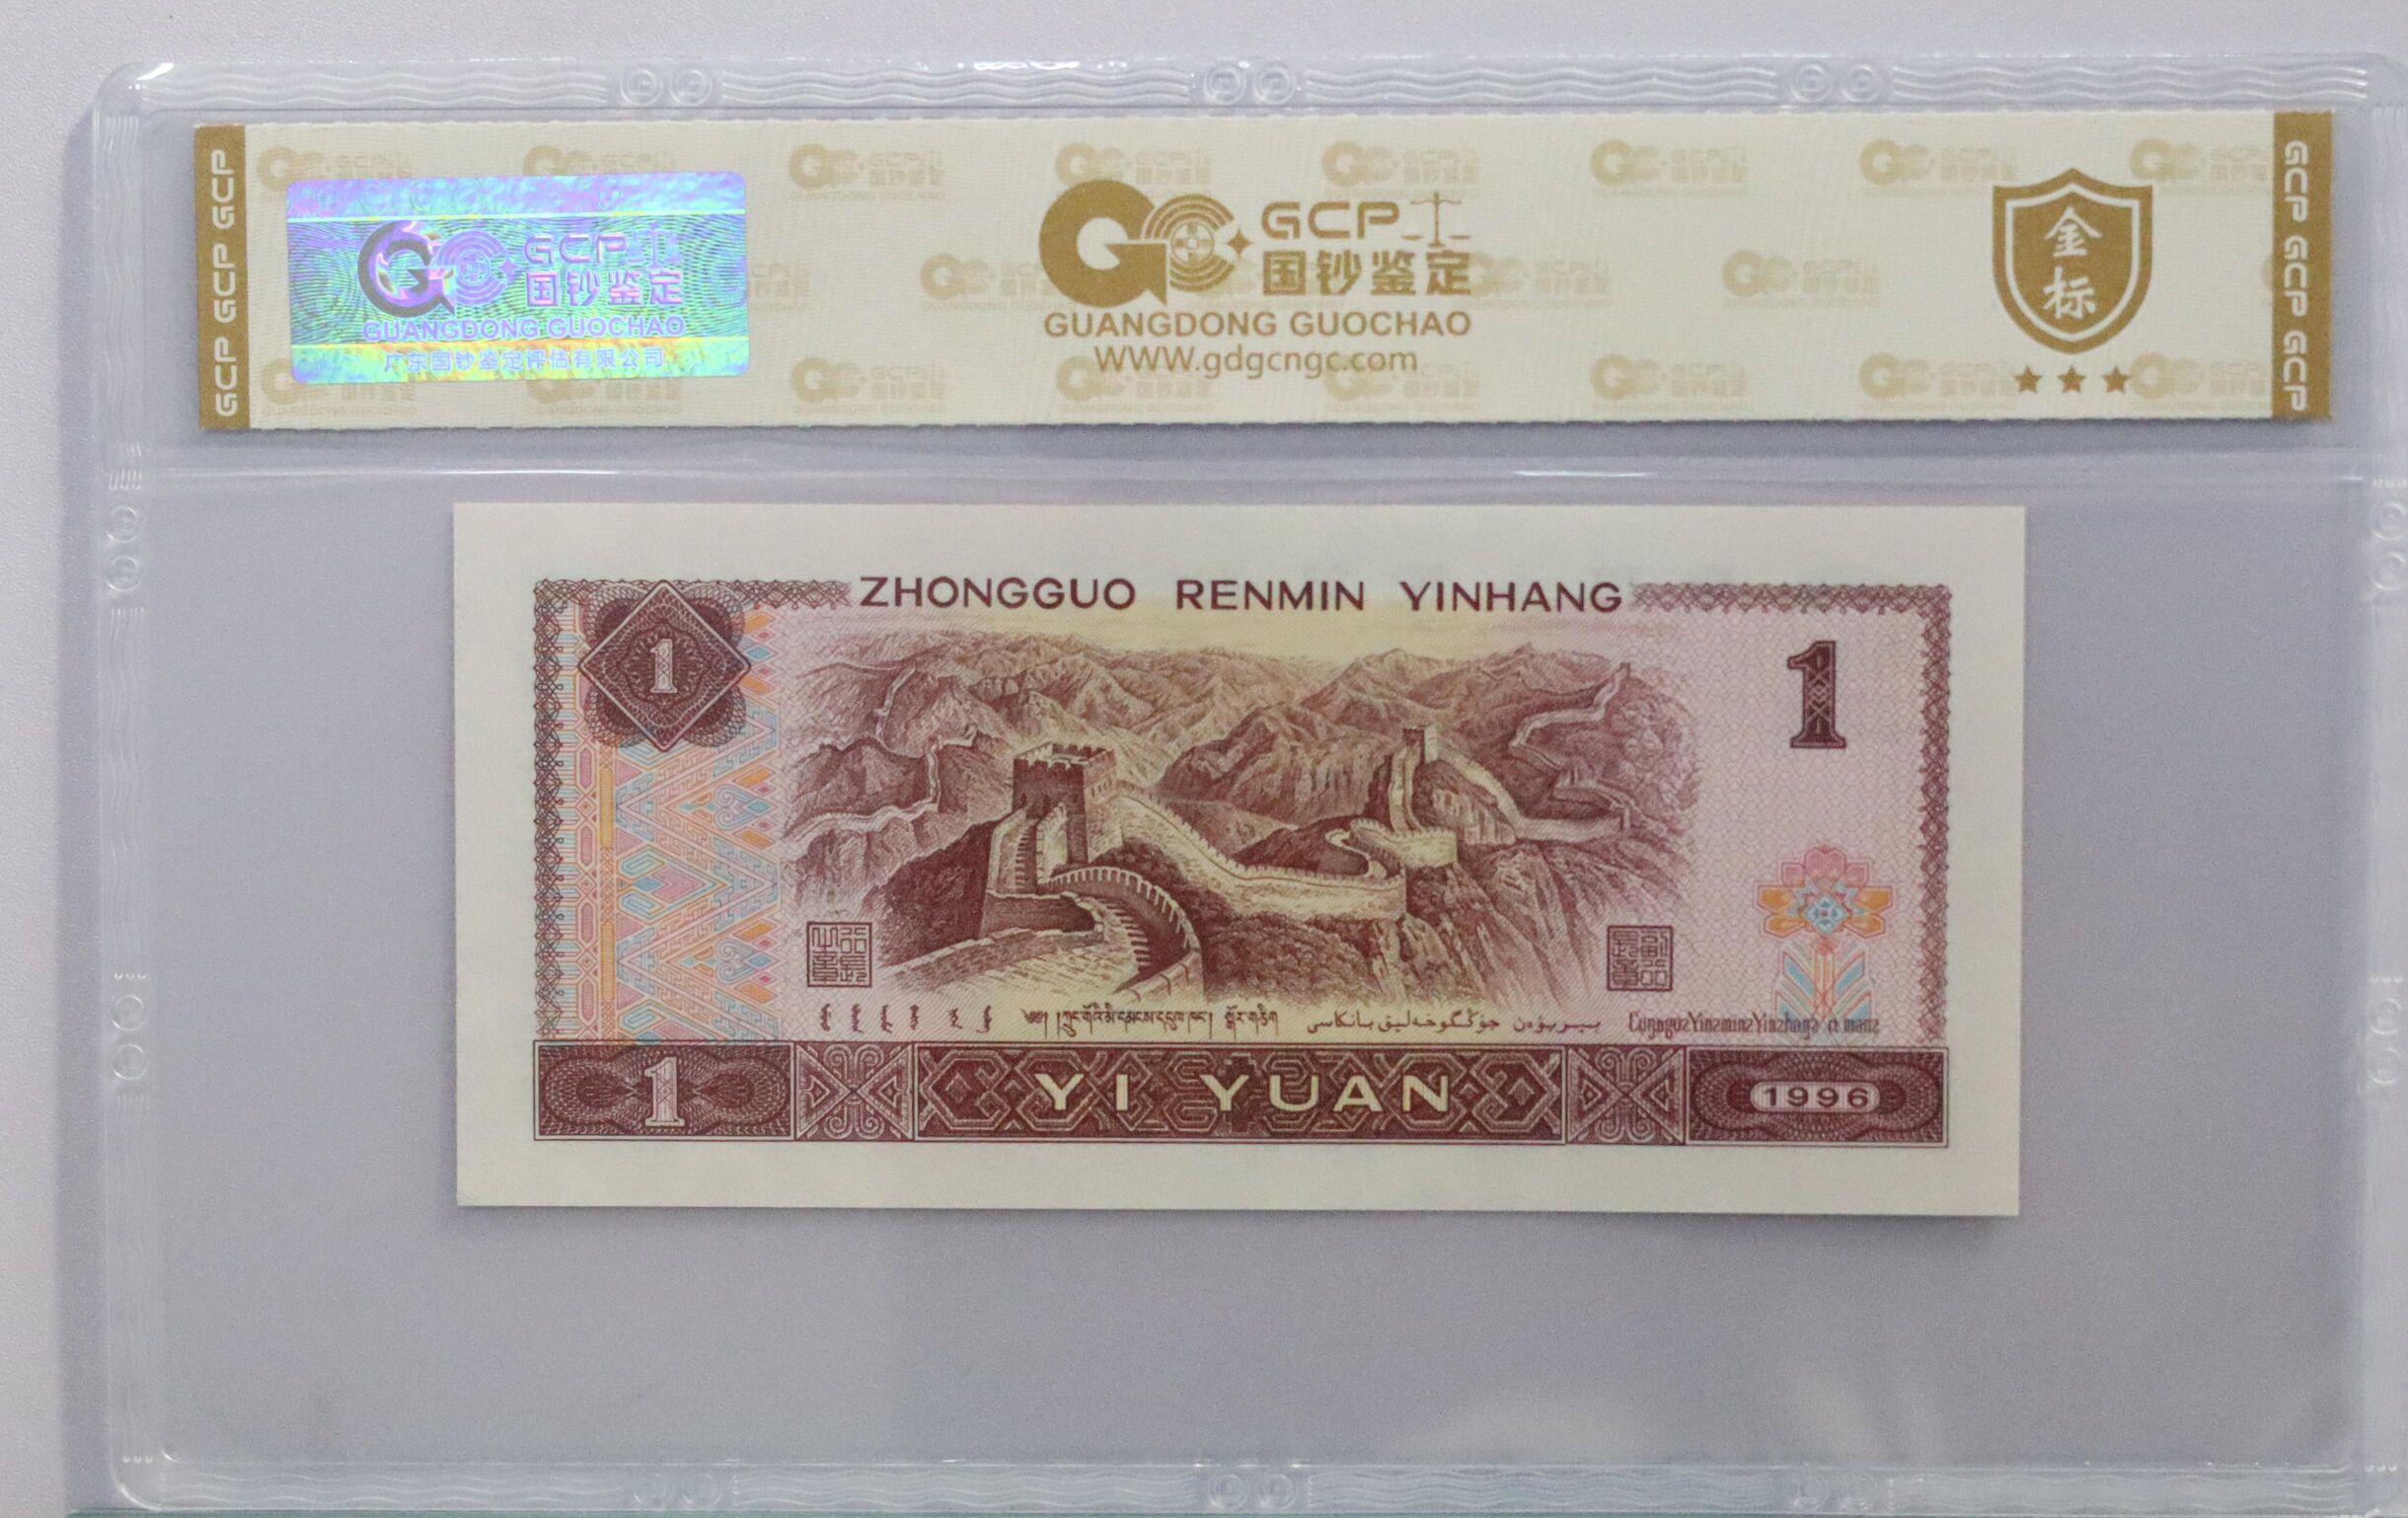 GCP GCP GCP
GCP
国钞鉴定
GUANGDONG GUOCHAO
广东国钞鉴定评估有限公司
GCP
国钞鉴定
GUANGDONG GUOCHAO
WWW.gdgcngc.com
金
标
GCP GCP GCP
ZHONGGUO RENMIN YINHANG
1
1
1
YI YUAN
1996